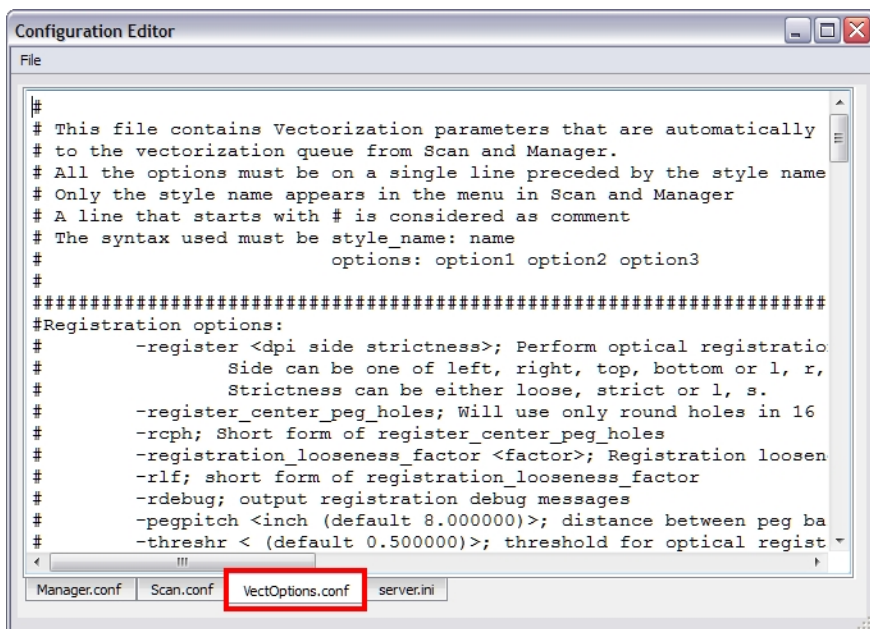 Configuration Editor
File
#
# This file contains Vectorization parameters that are automatically
# to the vectorization queue from Scan and Manager.
# All the options must be on a single line preceded by the style name
# Only the style name appears in the menu in Scan and Manager
# A line that starts with # is considered as comment
# The syntax used must be style_name: name
# options: option1 option2 option3
#
######################################################################
#Registration options:
# -register <dpi side strictness>; Perform optical registratio
# Side can be one of left, right, top, bottom or l, r,
# Strictness can be either loose, strict or l, s.
# -register_center_peg_holes; Will use only round holes in 16
# -rcph; Short form of register_center_peg_holes
# -registration_looseness_factor <factor>; Registration loosen
# -rlf; short form of registration_looseness_factor
# -rdebug; output registration debug messages
# -pegpitch <inch (default 8.000000)>; distance between peg ba
# -threshr < (default 0.500000)>; threshold for optical regist
Manager.conf Scan.conf VectOptions.conf server.ini